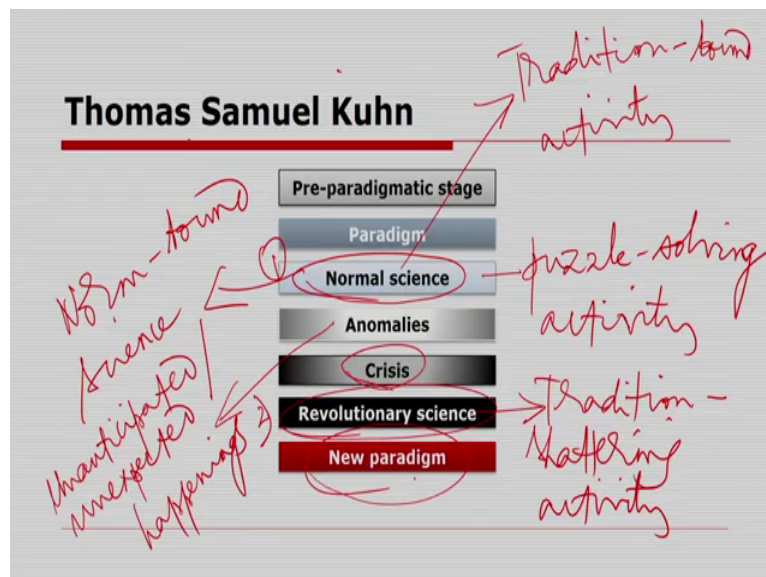 Thomas Samuel Kuhn
Tradition-bound
activity
Pre-paradigmatic stage
Paradigm
Normal science
Anomalies
Crisis
Revolutionary science
New paradigm
①
Norm-bound
science
puzzle-solving
activity
unanticipated /
unexpected
happenings
Tradition-
shattering
activity